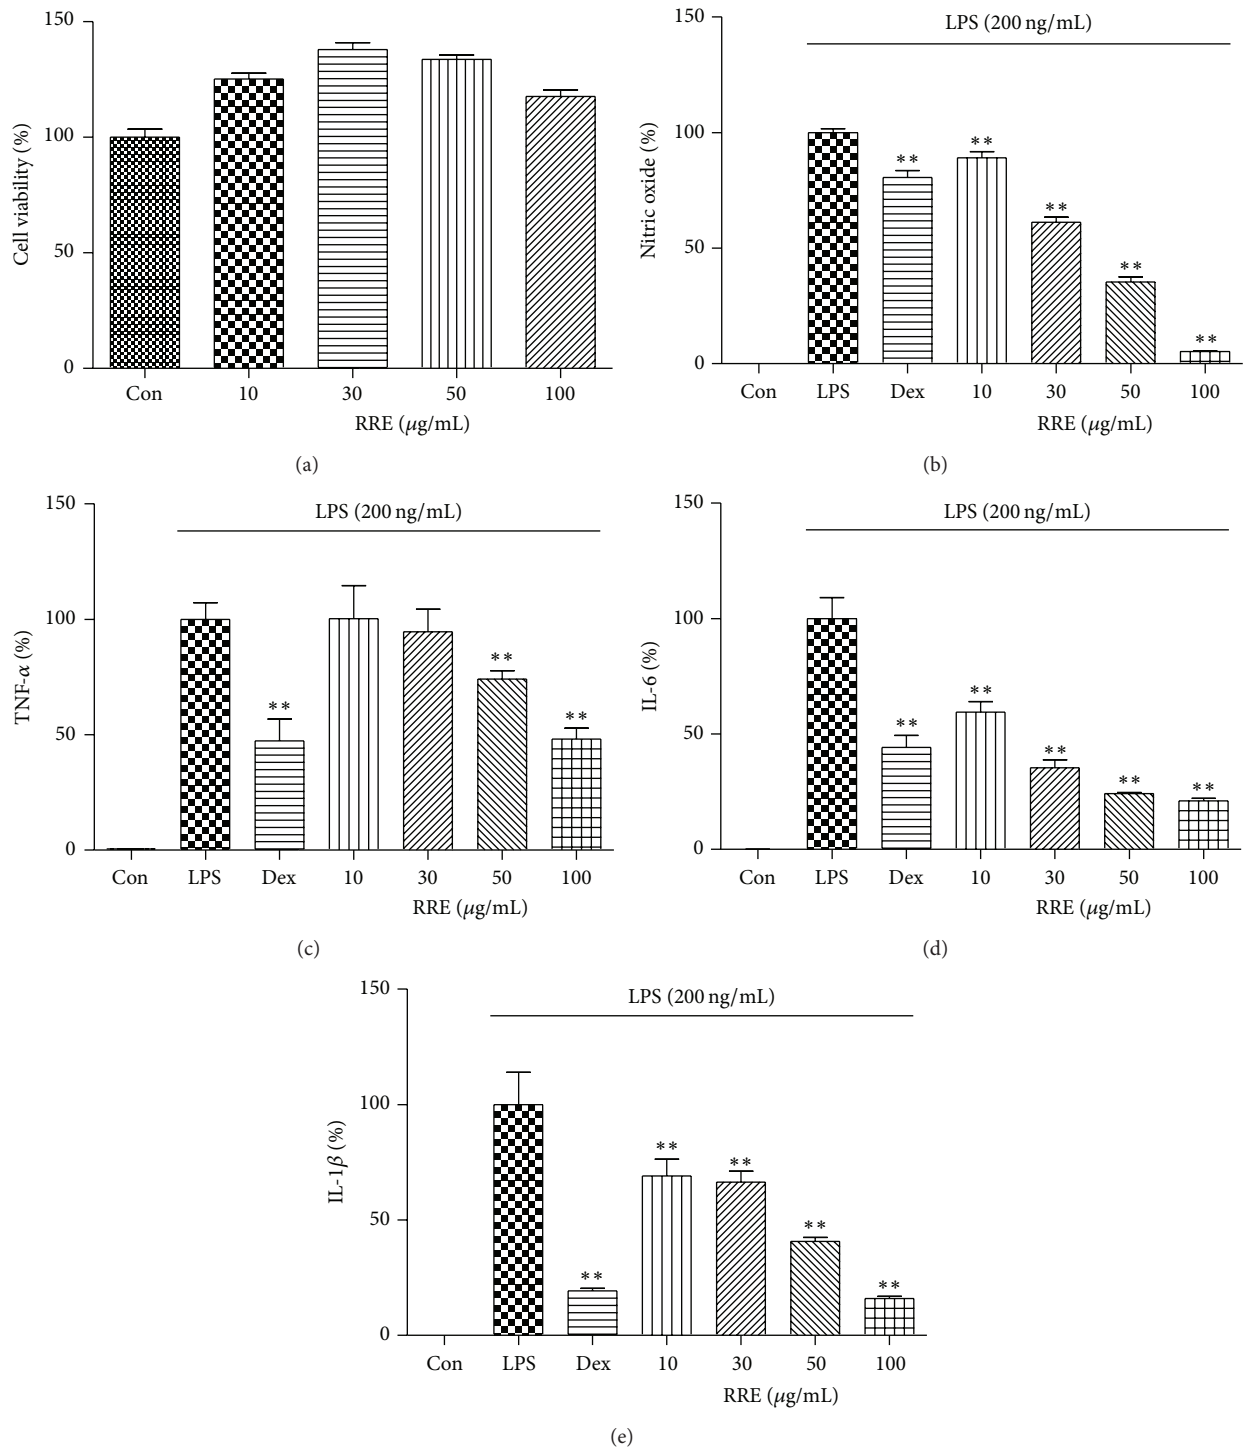 150
100
50
0
Cell viability (%)
Con 10 30 50 100
RRE (μg/mL)
(a)
150
100
50
0
Nitric oxide (%)
LPS (200 ng/mL)
**
**
**
**
**
Con LPS Dex 10 30 50 100
RRE (μg/mL)
(b)
150
100
50
0
TNF-α (%)
LPS (200 ng/mL)
**
**
**
Con LPS Dex 10 30 50 100
RRE (μg/mL)
(c)
150
100
50
0
IL-6 (%)
LPS (200 ng/mL)
**
**
**
**
**
Con LPS Dex 10 30 50 100
RRE (μg/mL)
(d)
150
100
50
0
IL-1β (%)
LPS (200 ng/mL)
**
**
**
**
**
Con LPS Dex 10 30 50 100
RRE (μg/mL)
(e)